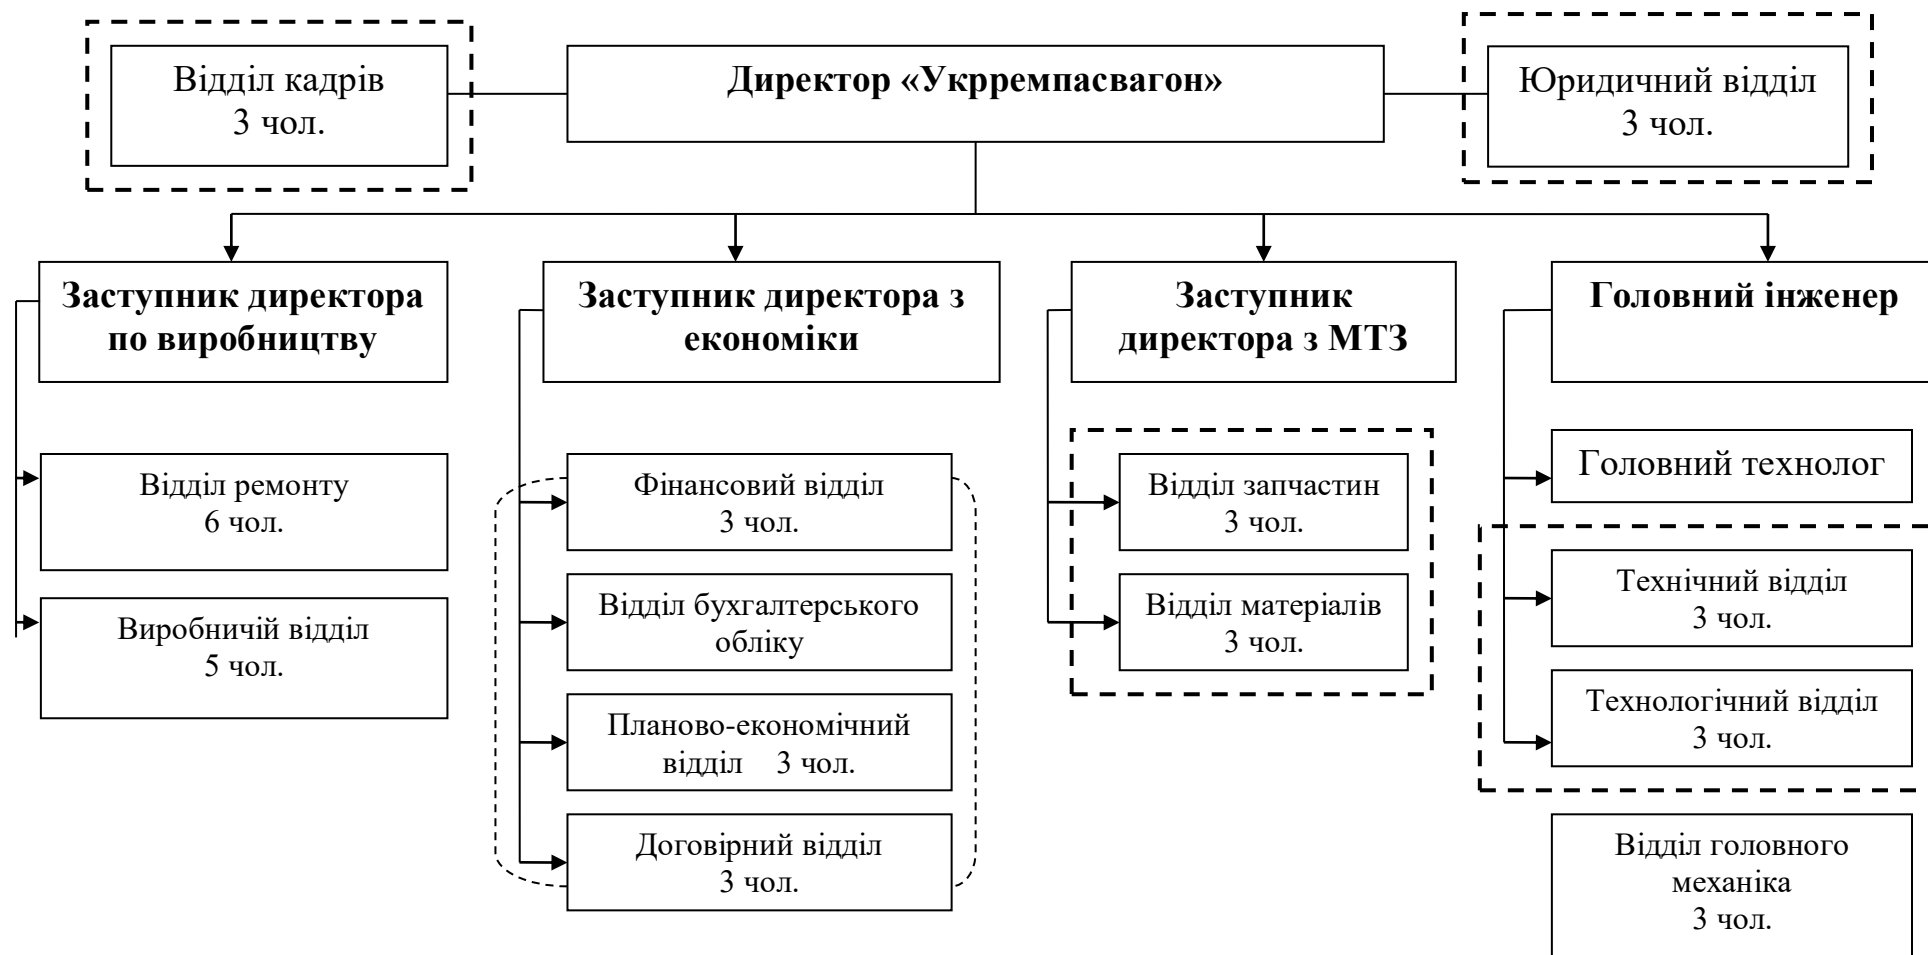 Відділ кадрів
3 чол.
Директор «Укрремпасвагон»
Юридичний відділ
3 чол.
Заступник директора
по виробництву
Заступник директора з
економіки
Заступник
директора з МТЗ
Головний інженер
Відділ ремонту
6 чол.
Виробничій відділ
5 чол.
Фінансовий відділ
3 чол.
Відділ бухгалтерського
обліку
Планово-економічний
відділ 3 чол.
Договірний відділ
3 чол.
Відділ запчастин
3 чол.
Відділ матеріалів
3 чол.
Головний технолог
Технічний відділ
3 чол.
Технологічний відділ
3 чол.
Відділ головного
механіка
3 чол.